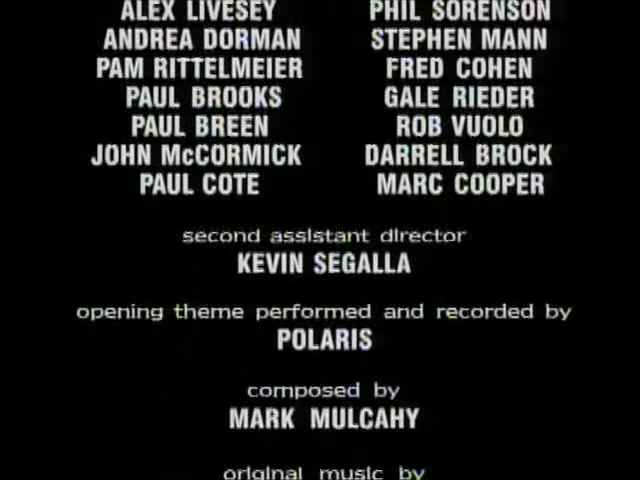 ALEX LIVESEY PHIL SORENSON
ANDREA DORMAN STEPHEN MANN
PAM RITTELMEIER FRED COHEN
PAUL BROOKS GALE RIEDER
PAUL BREEN ROB VUOLO
JOHN McCORMICK DARRELL BROCK
PAUL COTE MARC COOPER
second assistant director
KEVIN SEGALLA
opening theme performed and recorded by
POLARIS
composed by
MARK MULCAHY
original music by